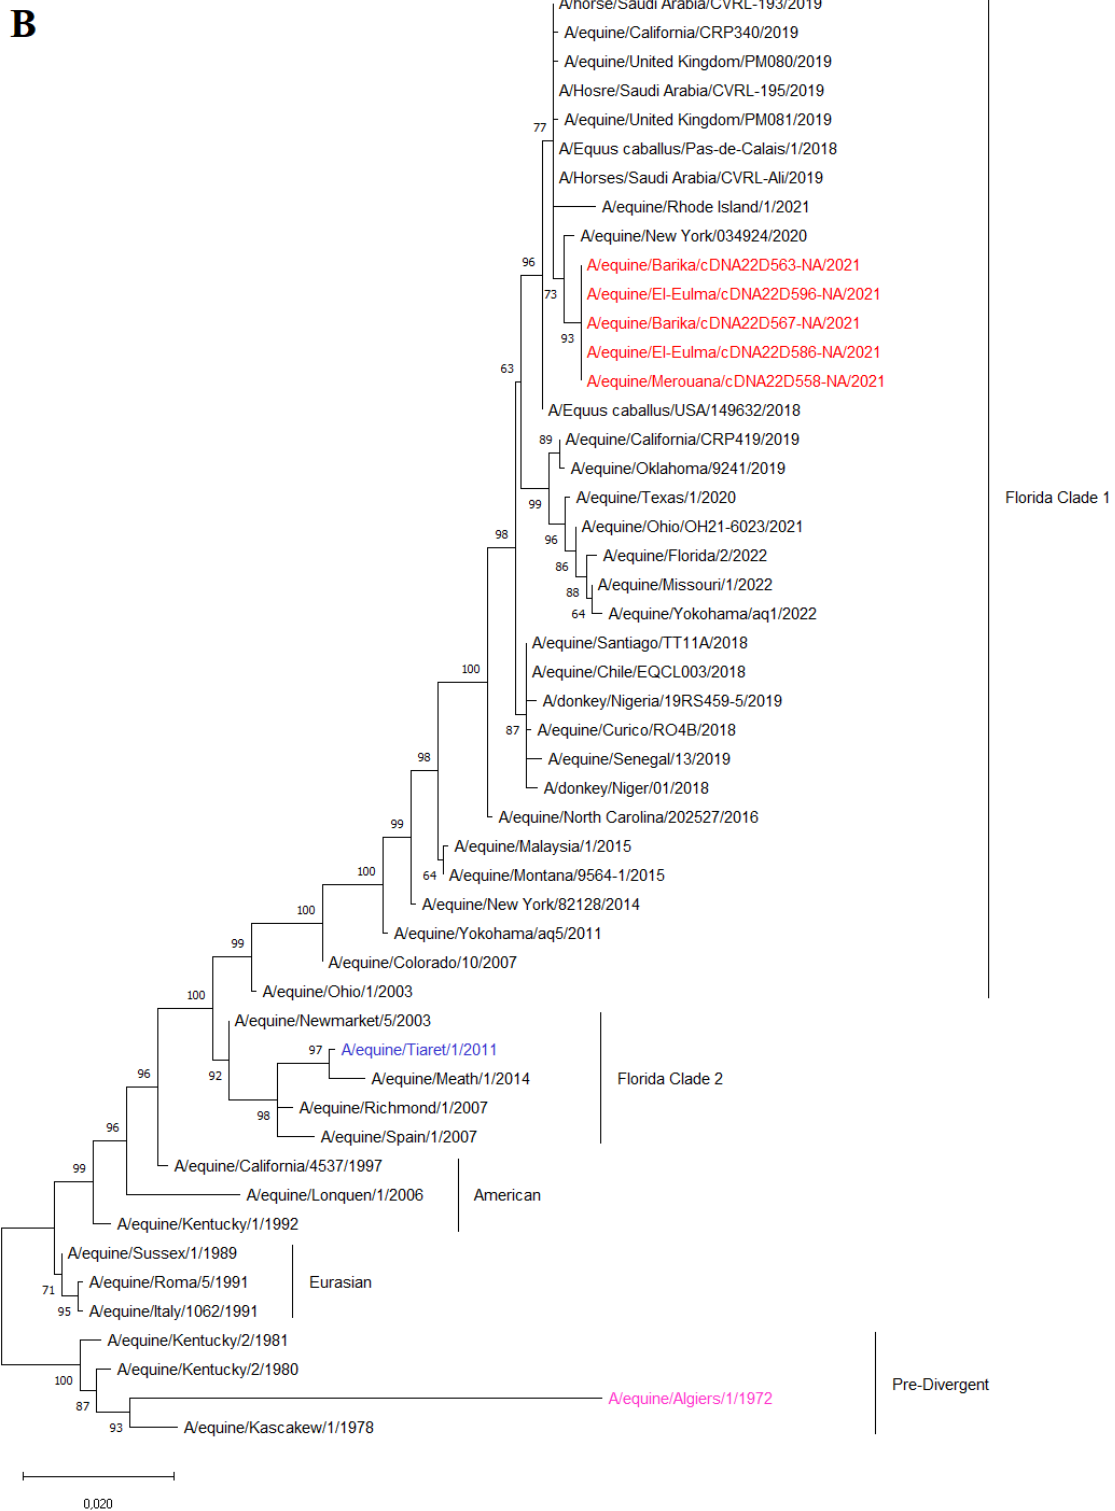 B
A/horse/Saudi Arabia/CVRL-193/2019
A/equine/California/CRP340/2019
A/equine/United Kingdom/PM080/2019
A/Hosre/Saudi Arabia/CVRL-195/2019
A/equine/United Kingdom/PM081/2019
77
A/Equus caballus/Pas-de-Calais/1/2018
A/Horses/Saudi Arabia/CVRL-Ali/2019
A/equine/Rhode Island/1/2021
A/equine/New York/034924/2020
96
A/equine/Barika/cDNA22D563-NA/2021
73
A/equine/El-Eulma/cDNA22D596-NA/2021
A/equine/Barika/cDNA22D567-NA/2021
93
A/equine/El-Eulma/cDNA22D586-NA/2021
63
A/equine/Merouana/cDNA22D558-NA/2021
A/Equus caballus/USA/149632/2018
89
A/equine/California/CRP419/2019
A/equine/Oklahoma/9241/2019
99
A/equine/Texas/1/2020
Florida Clade 1
98
A/equine/Ohio/OH21-6023/2021
96
A/equine/Florida/2/2022
86
A/equine/Missouri/1/2022
88
64
A/equine/Yokohama/aq1/2022
A/equine/Santiago/TT11A/2018
100
A/equine/Chile/EQCL003/2018
A/donkey/Nigeria/19RS459-5/2019
87
A/equine/Curico/RO4B/2018
98
A/equine/Senegal/13/2019
A/donkey/Niger/01/2018
99
A/equine/North Carolina/202527/2016
A/equine/Malaysia/1/2015
100
64
A/equine/Montana/9564-1/2015
100
A/equine/New York/82128/2014
A/equine/Yokohama/aq5/2011
99
A/equine/Colorado/10/2007
100
A/equine/Ohio/1/2003
A/equine/Newmarket/5/2003
97
A/equine/Tiaret/1/2011
96
92
A/equine/Meath/1/2014
Florida Clade 2
98
A/equine/Richmond/1/2007
96
A/equine/Spain/1/2007
99
A/equine/California/4537/1997
A/equine/Lonquen/1/2006
American
A/equine/Kentucky/1/1992
A/equine/Sussex/1/1989
71
A/equine/Roma/5/1991
Eurasian
95
A/equine/Italy/1062/1991
A/equine/Kentucky/2/1981
100
A/equine/Kentucky/2/1980
Pre-Divergent
87
A/equine/Algiers/1/1972
93
A/equine/Kascakew/1/1978
0,020